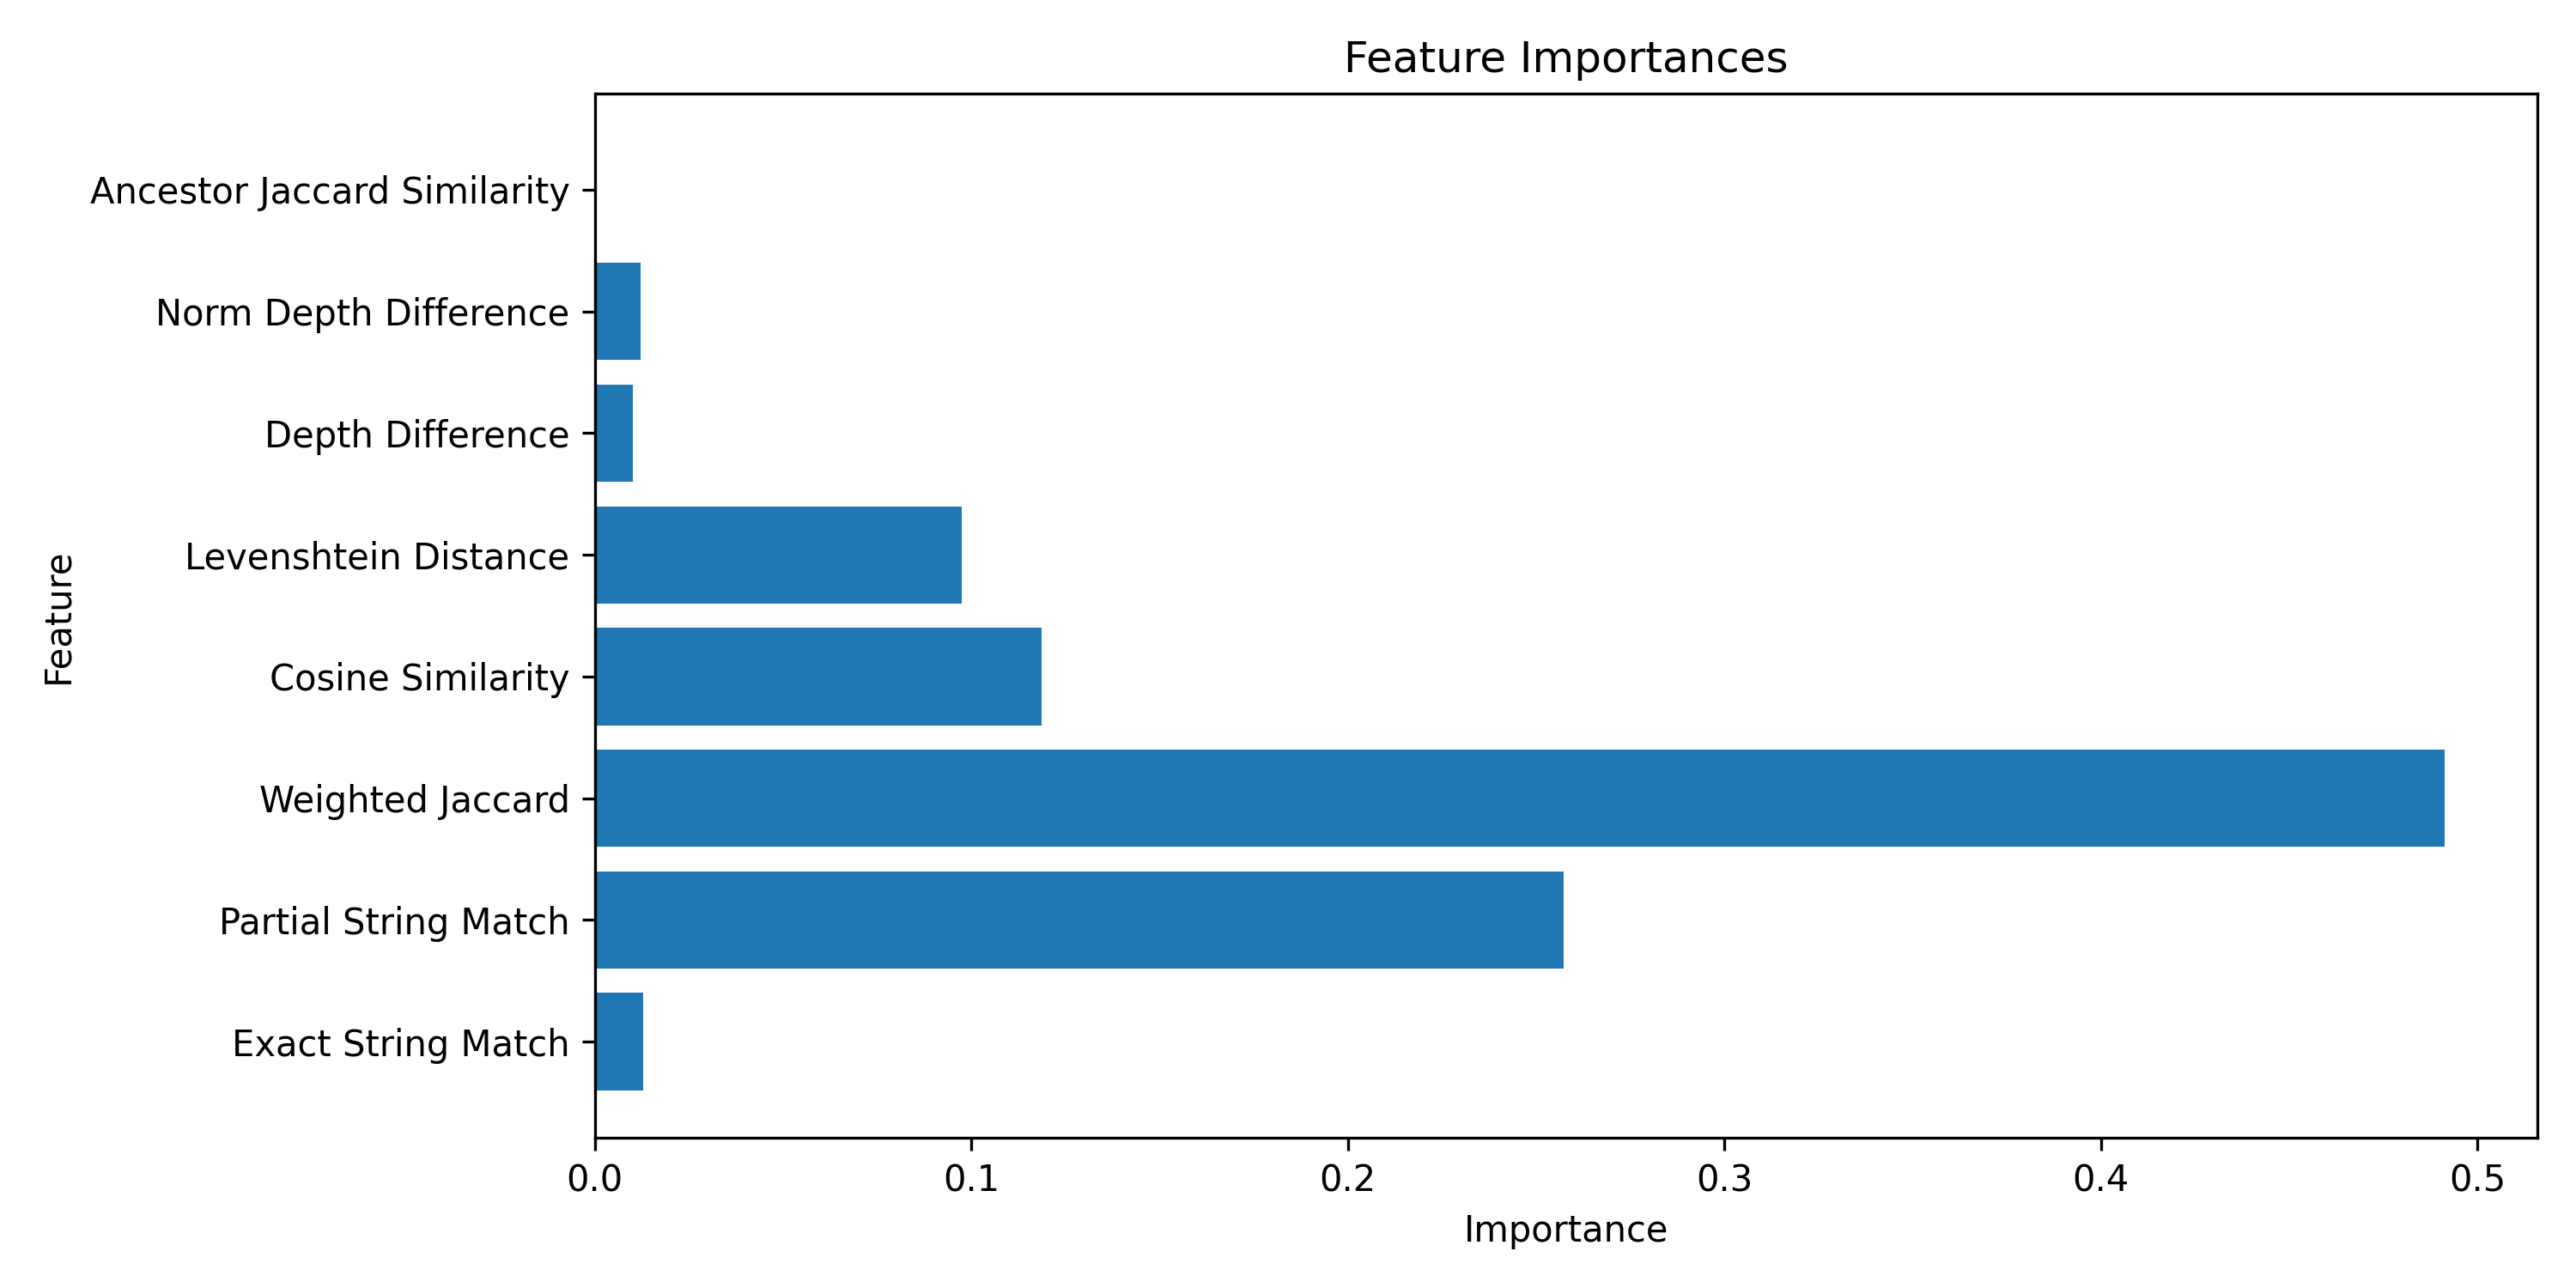 Feature Importances
Ancestor Jaccard Similarity
Norm Depth Difference
Depth Difference
Levenshtein Distance
Cosine Similarity
Weighted Jaccard
Partial String Match
Exact String Match
Feature
0.0 0.1 0.2 0.3 0.4 0.5
Importance